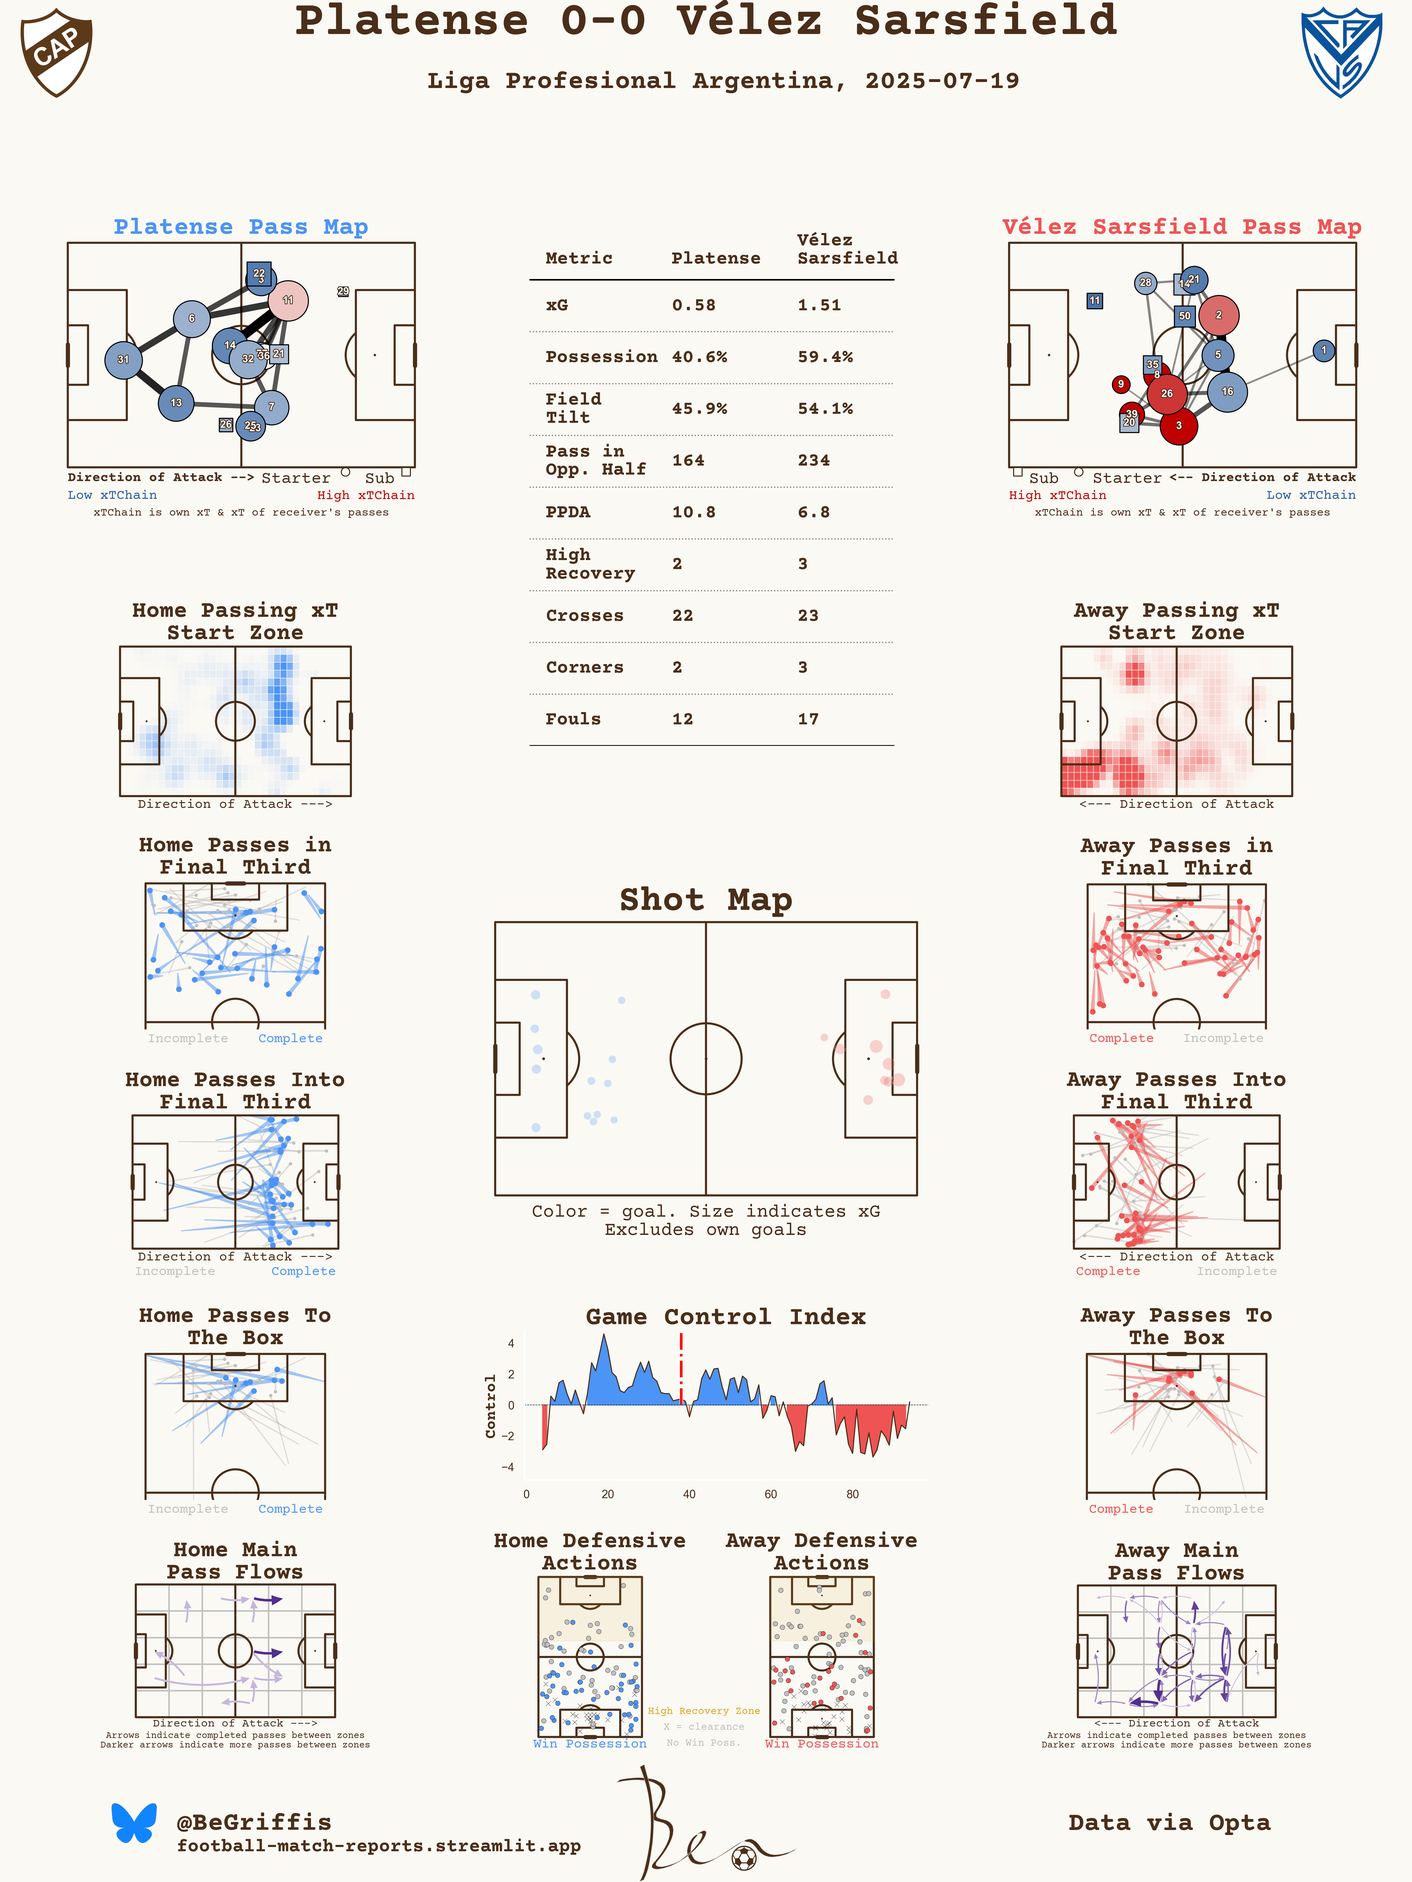 Platense 0-0 Vélez Sarsfield
Liga Profesional Argentina, 2025-07-19
CAP
Platense Pass Map
22
3
11
29
6
14
32
36
21
31
13
7
26
25
Direction of Attack --> Starter Sub
Low xTChain High xTChain
xTChain is own xT & xT of receiver's passes
Metric Platense Vélez Sarsfield
xG 0.58 1.51
Possession 40.6% 59.4%
Field Tilt 45.9% 54.1%
Pass in Opp. Half 164 234
PPDA 10.8 6.8
High Recovery 2 3
Crosses 22 23
Corners 2 3
Fouls 12 17
Vélez Sarsfield Pass Map
28
14
21
11
50
2
5
1
35
8
9
26
16
39
20
3
Sub Starter <-- Direction of Attack
High xTChain Low xTChain
xTChain is own xT & xT of receiver's passes
Home Passing xT
Start Zone
Direction of Attack --->
Away Passing xT
Start Zone
<--- Direction of Attack
Home Passes in
Final Third
Incomplete Complete
Away Passes in
Final Third
Complete Incomplete
Shot Map
Color = goal. Size indicates xG
Excludes own goals
Home Passes Into
Final Third
Direction of Attack --->
Incomplete Complete
Away Passes Into
Final Third
<--- Direction of Attack
Complete Incomplete
Home Passes To
The Box
Incomplete Complete
Game Control Index
Control
4
2
0
−2
−4
0 20 40 60 80
Away Passes To
The Box
Complete Incomplete
Home Main
Pass Flows
Direction of Attack --->
Arrows indicate completed passes between zones
Darker arrows indicate more passes between zones
Home Defensive
Actions
Win Possession
High Recovery Zone
X = clearance
No Win Poss.
Away Defensive
Actions
Win Possession
Away Main
Pass Flows
<--- Direction of Attack
Arrows indicate completed passes between zones
Darker arrows indicate more passes between zones
@BeGriffis
football-match-reports.streamlit.app
Ben
Data via Opta